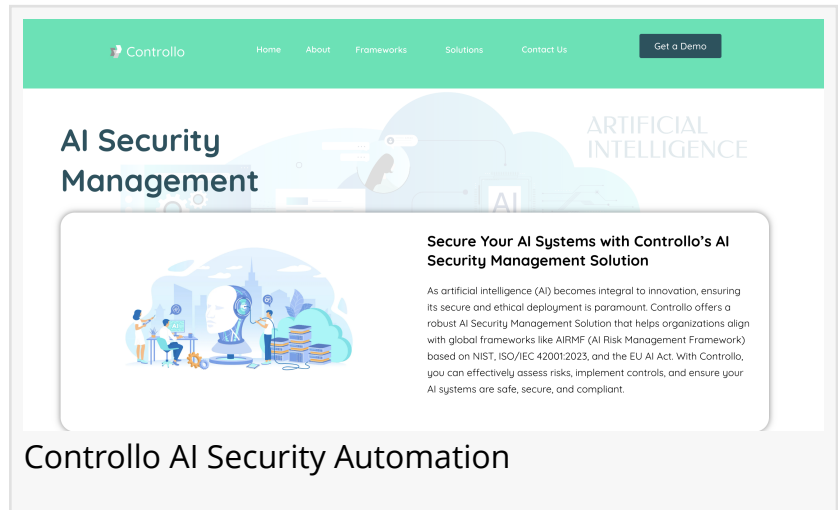 Controllo
Home About Frameworks Solutions Contact Us
Get a Demo
AI Security
Management
ARTIFICIAL
INTELLIGENCE
AI
AI
Secure Your AI Systems with Controllo's AI
Security Management Solution
As artificial intelligence (AI) becomes integral to innovation, ensuring
its secure and ethical deployment is paramount. Controllo offers a
robust AI Security Management Solution that helps organizations align
with global frameworks like AIRMF (AI Risk Management Framework)
based on NIST, ISO/IEC 42001:2023, and the EU AI Act. With Controllo,
you can effectively assess risks, implement controls, and ensure your
AI systems are safe, secure, and compliant.
Controllo AI Security Automation